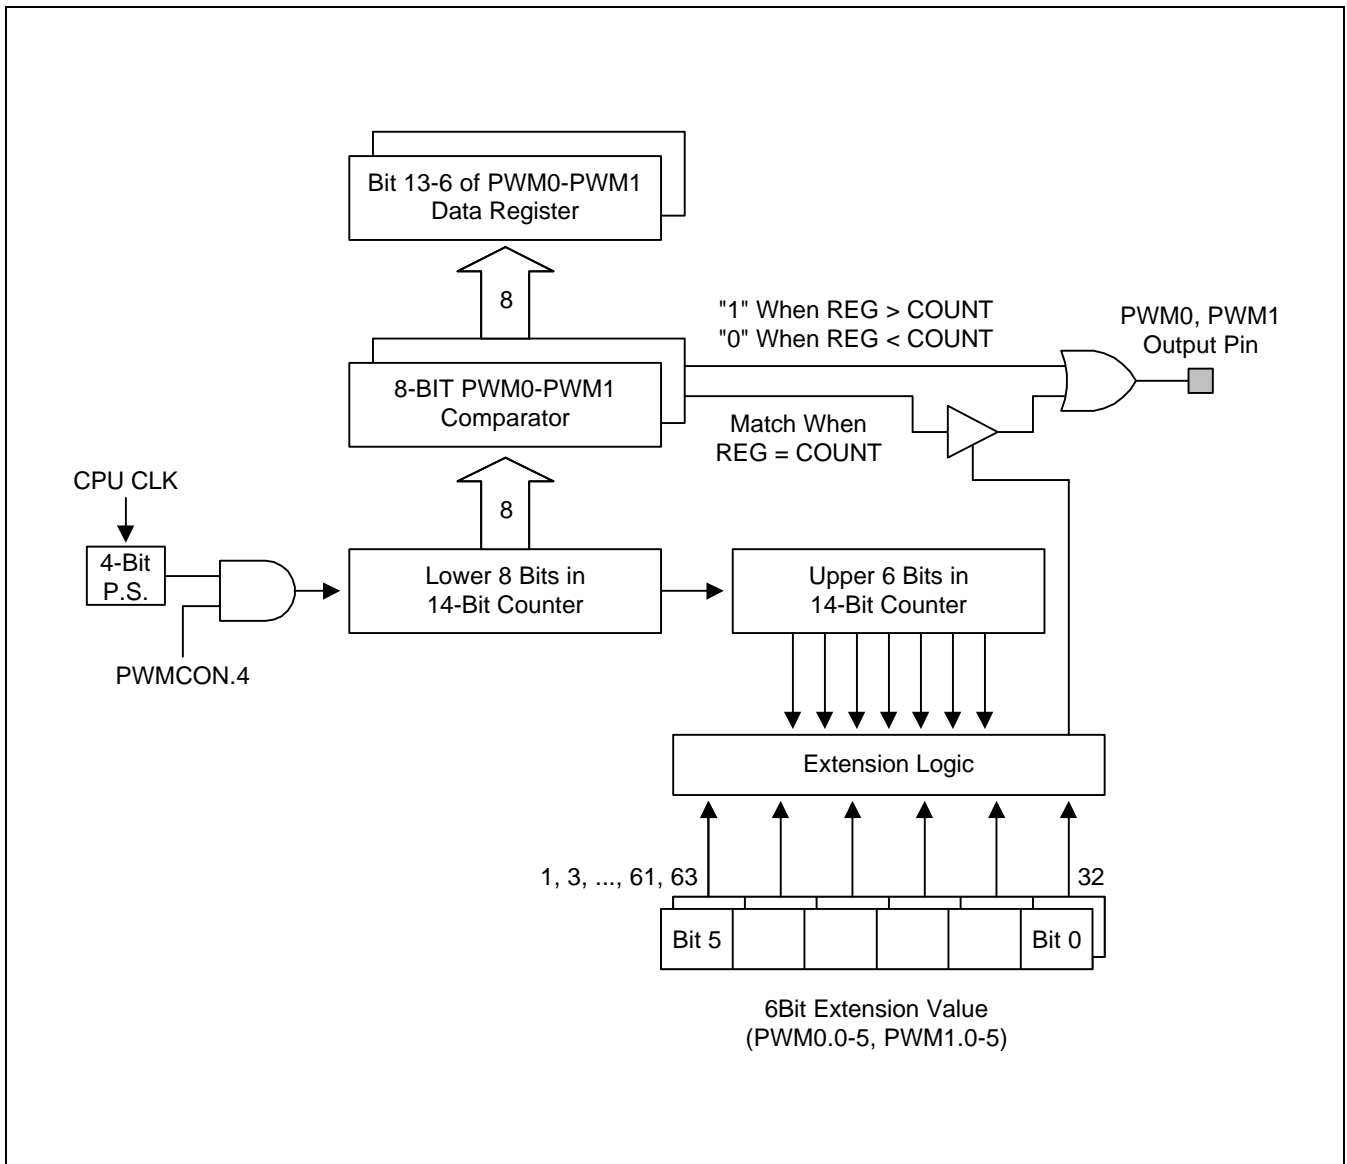 Bit 13-6 of PWM0-PWM1
Data Register
8
"1" When REG > COUNT
"0" When REG < COUNT
PWM0, PWM1
Output Pin
8-BIT PWM0-PWM1
Comparator
Match When
REG = COUNT
CPU CLK
8
4-Bit
P.S.
Lower 8 Bits in
14-Bit Counter
Upper 6 Bits in
14-Bit Counter
PWMCON.4
Extension Logic
1, 3, ..., 61, 63
32
Bit 5
Bit 0
6Bit Extension Value
(PWM0.0-5, PWM1.0-5)